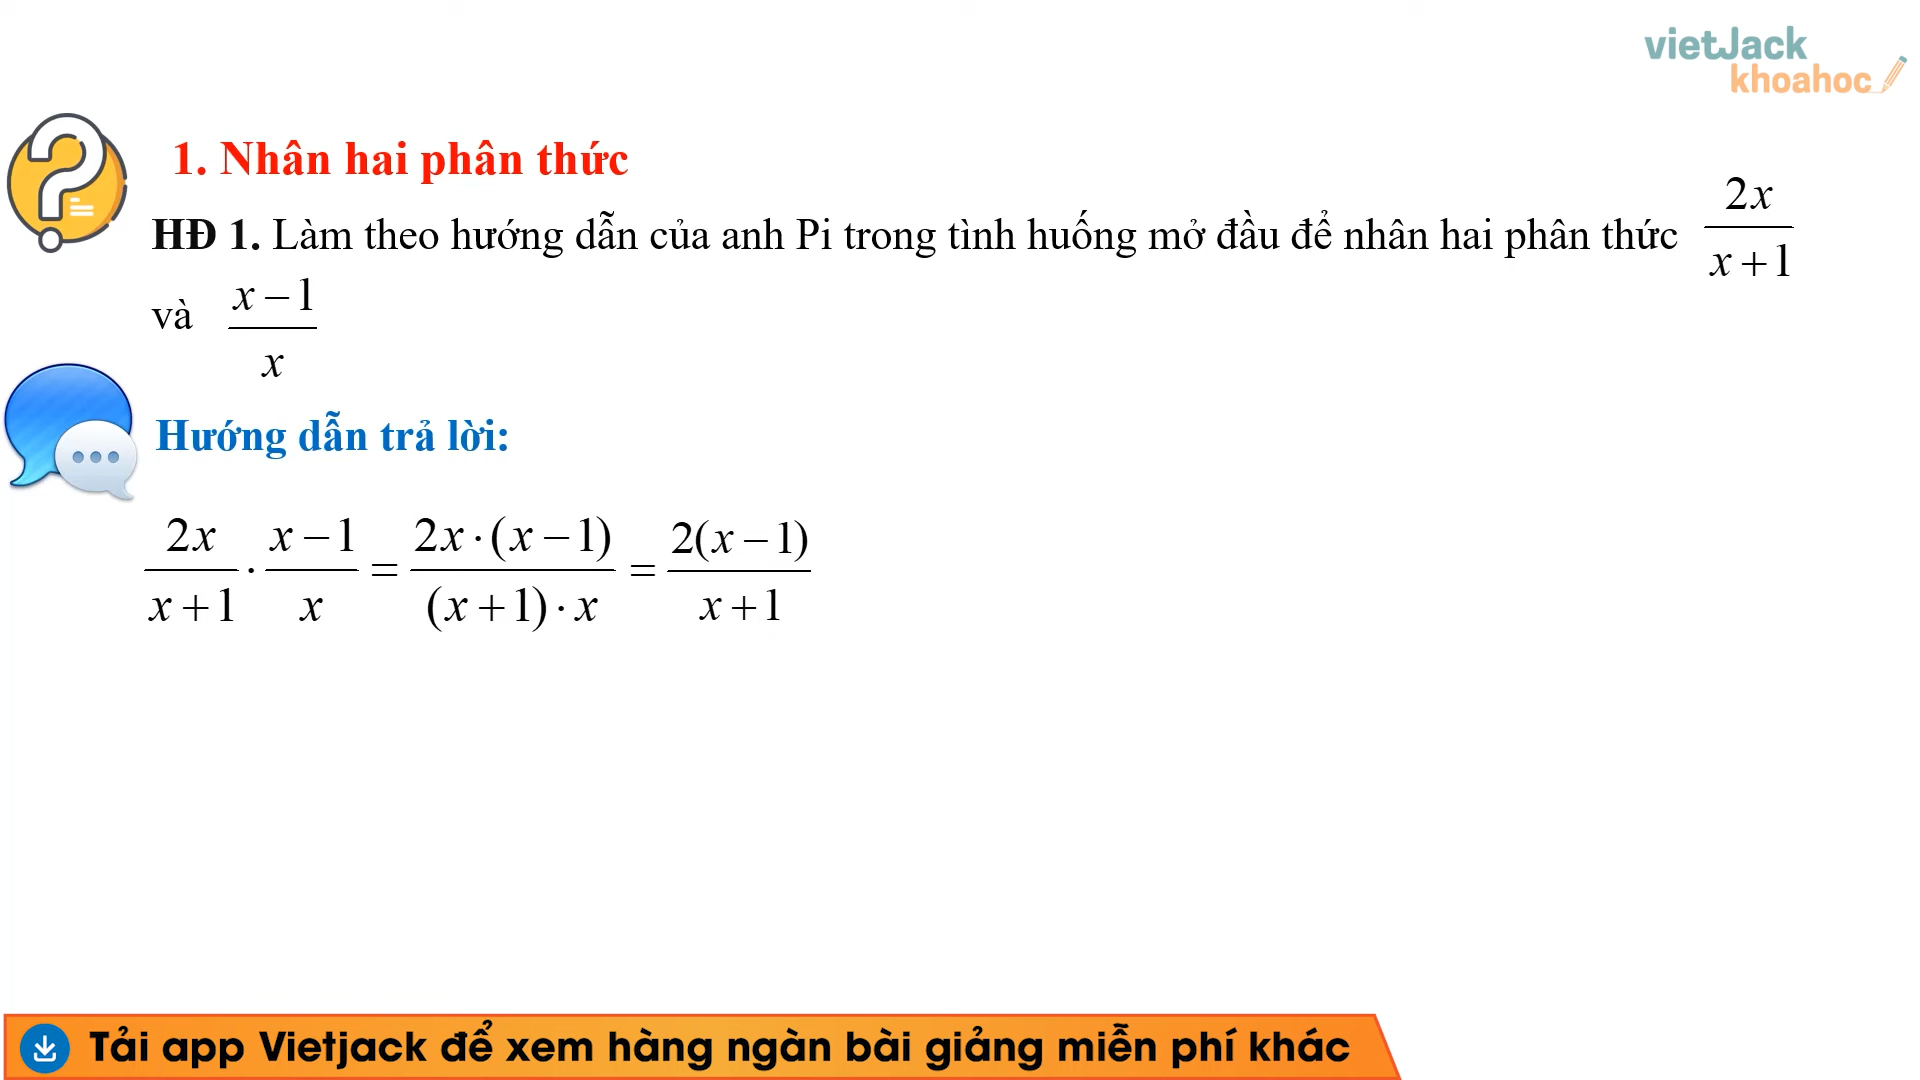 vietJack
khoahoc
1. Nhân hai phân thức
HĐ 1. Làm theo hướng dẫn của anh Pi trong tình huống mở đầu để nhân hai phân thức 2x/(x+1)
và (x−1)/x
Hướng dẫn trả lời:
2x/(x+1) · (x−1)/x = 2x·(x−1)/((x+1)·x) = 2(x−1)/(x+1)
Tải app Vietjack để xem hàng ngàn bài giảng miễn phí khác